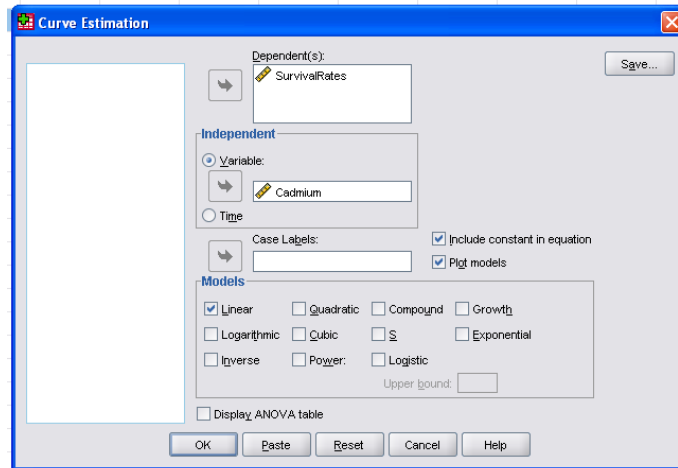 Curve Estimation
Dependent(s):
SurvivalRates
Save...
Independent
Variable:
Cadmium
Time
Case Labels:
Include constant in equation
Plot models
Models
Linear Quadratic Compound Growth
Logarithmic Cubic S Exponential
Inverse Power: Logistic
Upper bound:
Display ANOVA table
OK Paste Reset Cancel Help